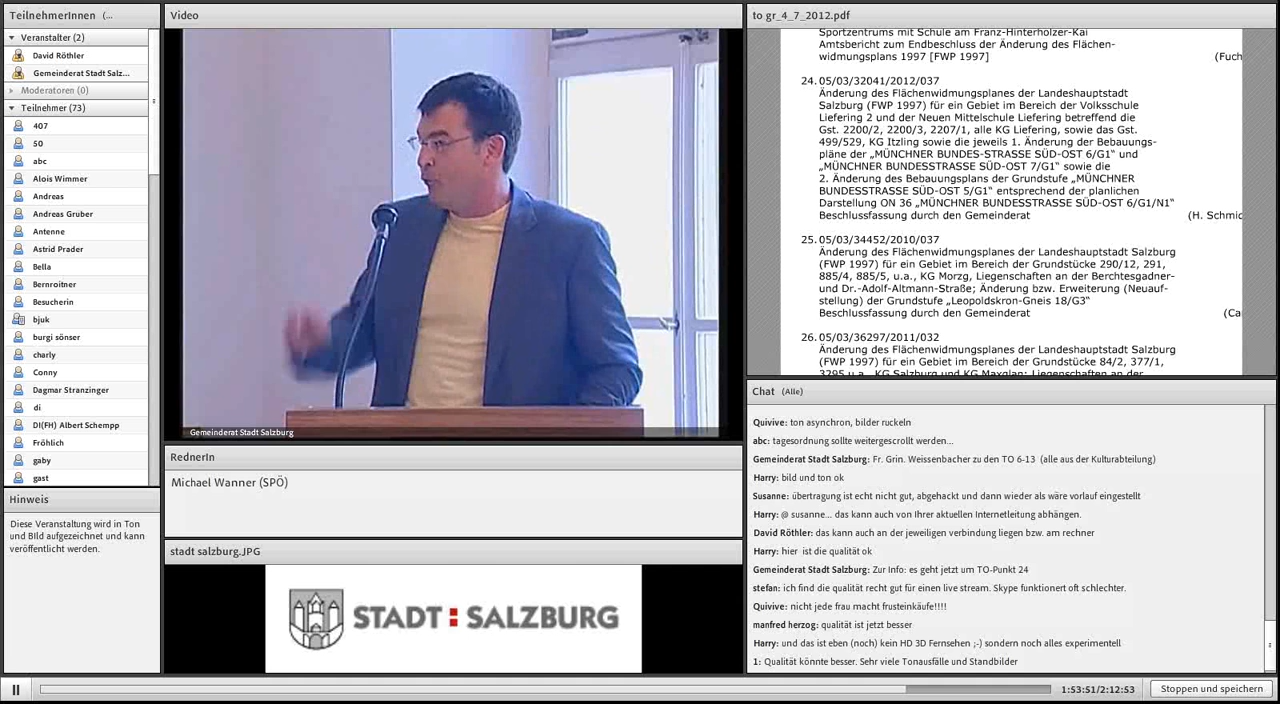 TeilnehmerInnen (...
Veranstalter (2)
David Röthler
Gemeinderat Stadt Salz...
Moderatoren (0)
Teilnehmer (73)
407
50
abc
Alois Wimmer
Andreas
Andreas Gruber
Antenne
Astrid Prader
Bella
Bernroitner
Besucherin
bjuk
burgi sönser
charly
Conny
Dagmar Stranzinger
di
DI(FH) Albert Schempp
Fröhlich
gaby
gast
Hinweis
Diese Veranstaltung wird in Ton
und BIld aufgezeichnet und kann
veröffentlicht werden.
Video
Gemeinderat Stadt Salzburg
RednerIn
Michael Wanner (SPÖ)
stadt salzburg.JPG
STADT:SALZBURG
to gr_4_7_2012.pdf
Sportzentrums mit Schule am Franz-Hinterholzer-Kai
Amtsbericht zum Endbeschluss der Änderung des Flächen-
widmungsplans 1997 [FWP 1997] (Fuch
24. 05/03/32041/2012/037
Änderung des Flächenwidmungsplanes der Landeshauptstadt
Salzburg (FWP 1997) für ein Gebiet im Bereich der Volksschule
Liefering 2 und der Neuen Mittelschule Liefering betreffend die
Gst. 2200/2, 2200/3, 2207/1, alle KG Liefering, sowie das Gst.
499/529, KG Itzling sowie die jeweils 1. Änderung der Bebauungs-
pläne der „MÜNCHNER BUNDES-STRASSE SÜD-OST 6/G1“ und
„MÜNCHNER BUNDESSTRASSE SÜD-OST 7/G1“ sowie die
2. Änderung des Bebauungsplans der Grundstufe „MÜNCHNER
BUNDESSTRASSE SÜD-OST 5/G1“ entsprechend der planlichen
Darstellung ON 36 „MÜNCHNER BUNDESSTRASSE SÜD-OST 6/G1/N1“
Beschlussfassung durch den Gemeinderat (H. Schmid
25. 05/03/34452/2010/037
Änderung des Flächenwidmungsplanes der Landeshauptstadt Salzburg
(FWP 1997) für ein Gebiet im Bereich der Grundstücke 290/12, 291,
885/4, 885/5, u.a., KG Morzg, Liegenschaften an der Berchtesgadner-
und Dr.-Adolf-Altmann-Straße; Änderung bzw. Erweiterung (Neuauf-
stellung) der Grundstufe „Leopoldskron-Gneis 18/G3“
Beschlussfassung durch den Gemeinderat (Ca
26. 05/03/36297/2011/032
Änderung des Flächenwidmungsplanes der Landeshauptstadt Salzburg
(FWP 1997) für ein Gebiet im Bereich der Grundstücke 84/2, 377/1,
3295 u.a., KG Salzburg und KG Maxglan; Liegenschaften an der
Chat (Alle)
Quivive: ton asynchron, bilder ruckeln
abc: tagesordnung sollte weitergescrollt werden...
Gemeinderat Stadt Salzburg: Fr. Grin. Weissenbacher zu den TO 6-13 (alle aus der Kulturabteilung)
Harry: bild und ton ok
Susanne: übertragung ist echt nicht gut, abgehackt und dann wieder als wäre vorlauf eingestellt
Harry: @ susanne... das kann auch von Ihrer aktuellen Internetleitung abhängen.
David Röthler: das kann auch an der jeweiligen verbindung liegen bzw. am rechner
Harry: hier ist die qualität ok
Gemeinderat Stadt Salzburg: Zur Info: es geht jetzt um TO-Punkt 24
stefan: ich find die qualität recht gut für einen live stream. Skype funktioniert oft schlechter.
Quivive: nicht jede frau macht frusteinkäufe!!!!
manfred herzog: qualität ist jetzt besser
Harry: und das ist eben (noch) kein HD 3D Fernsehen ;-) sondern noch alles experimentell
1: Qualität könnte besser. Sehr viele Tonausfälle und Standbilder
1:53:51/2:12:53
Stoppen und speichern